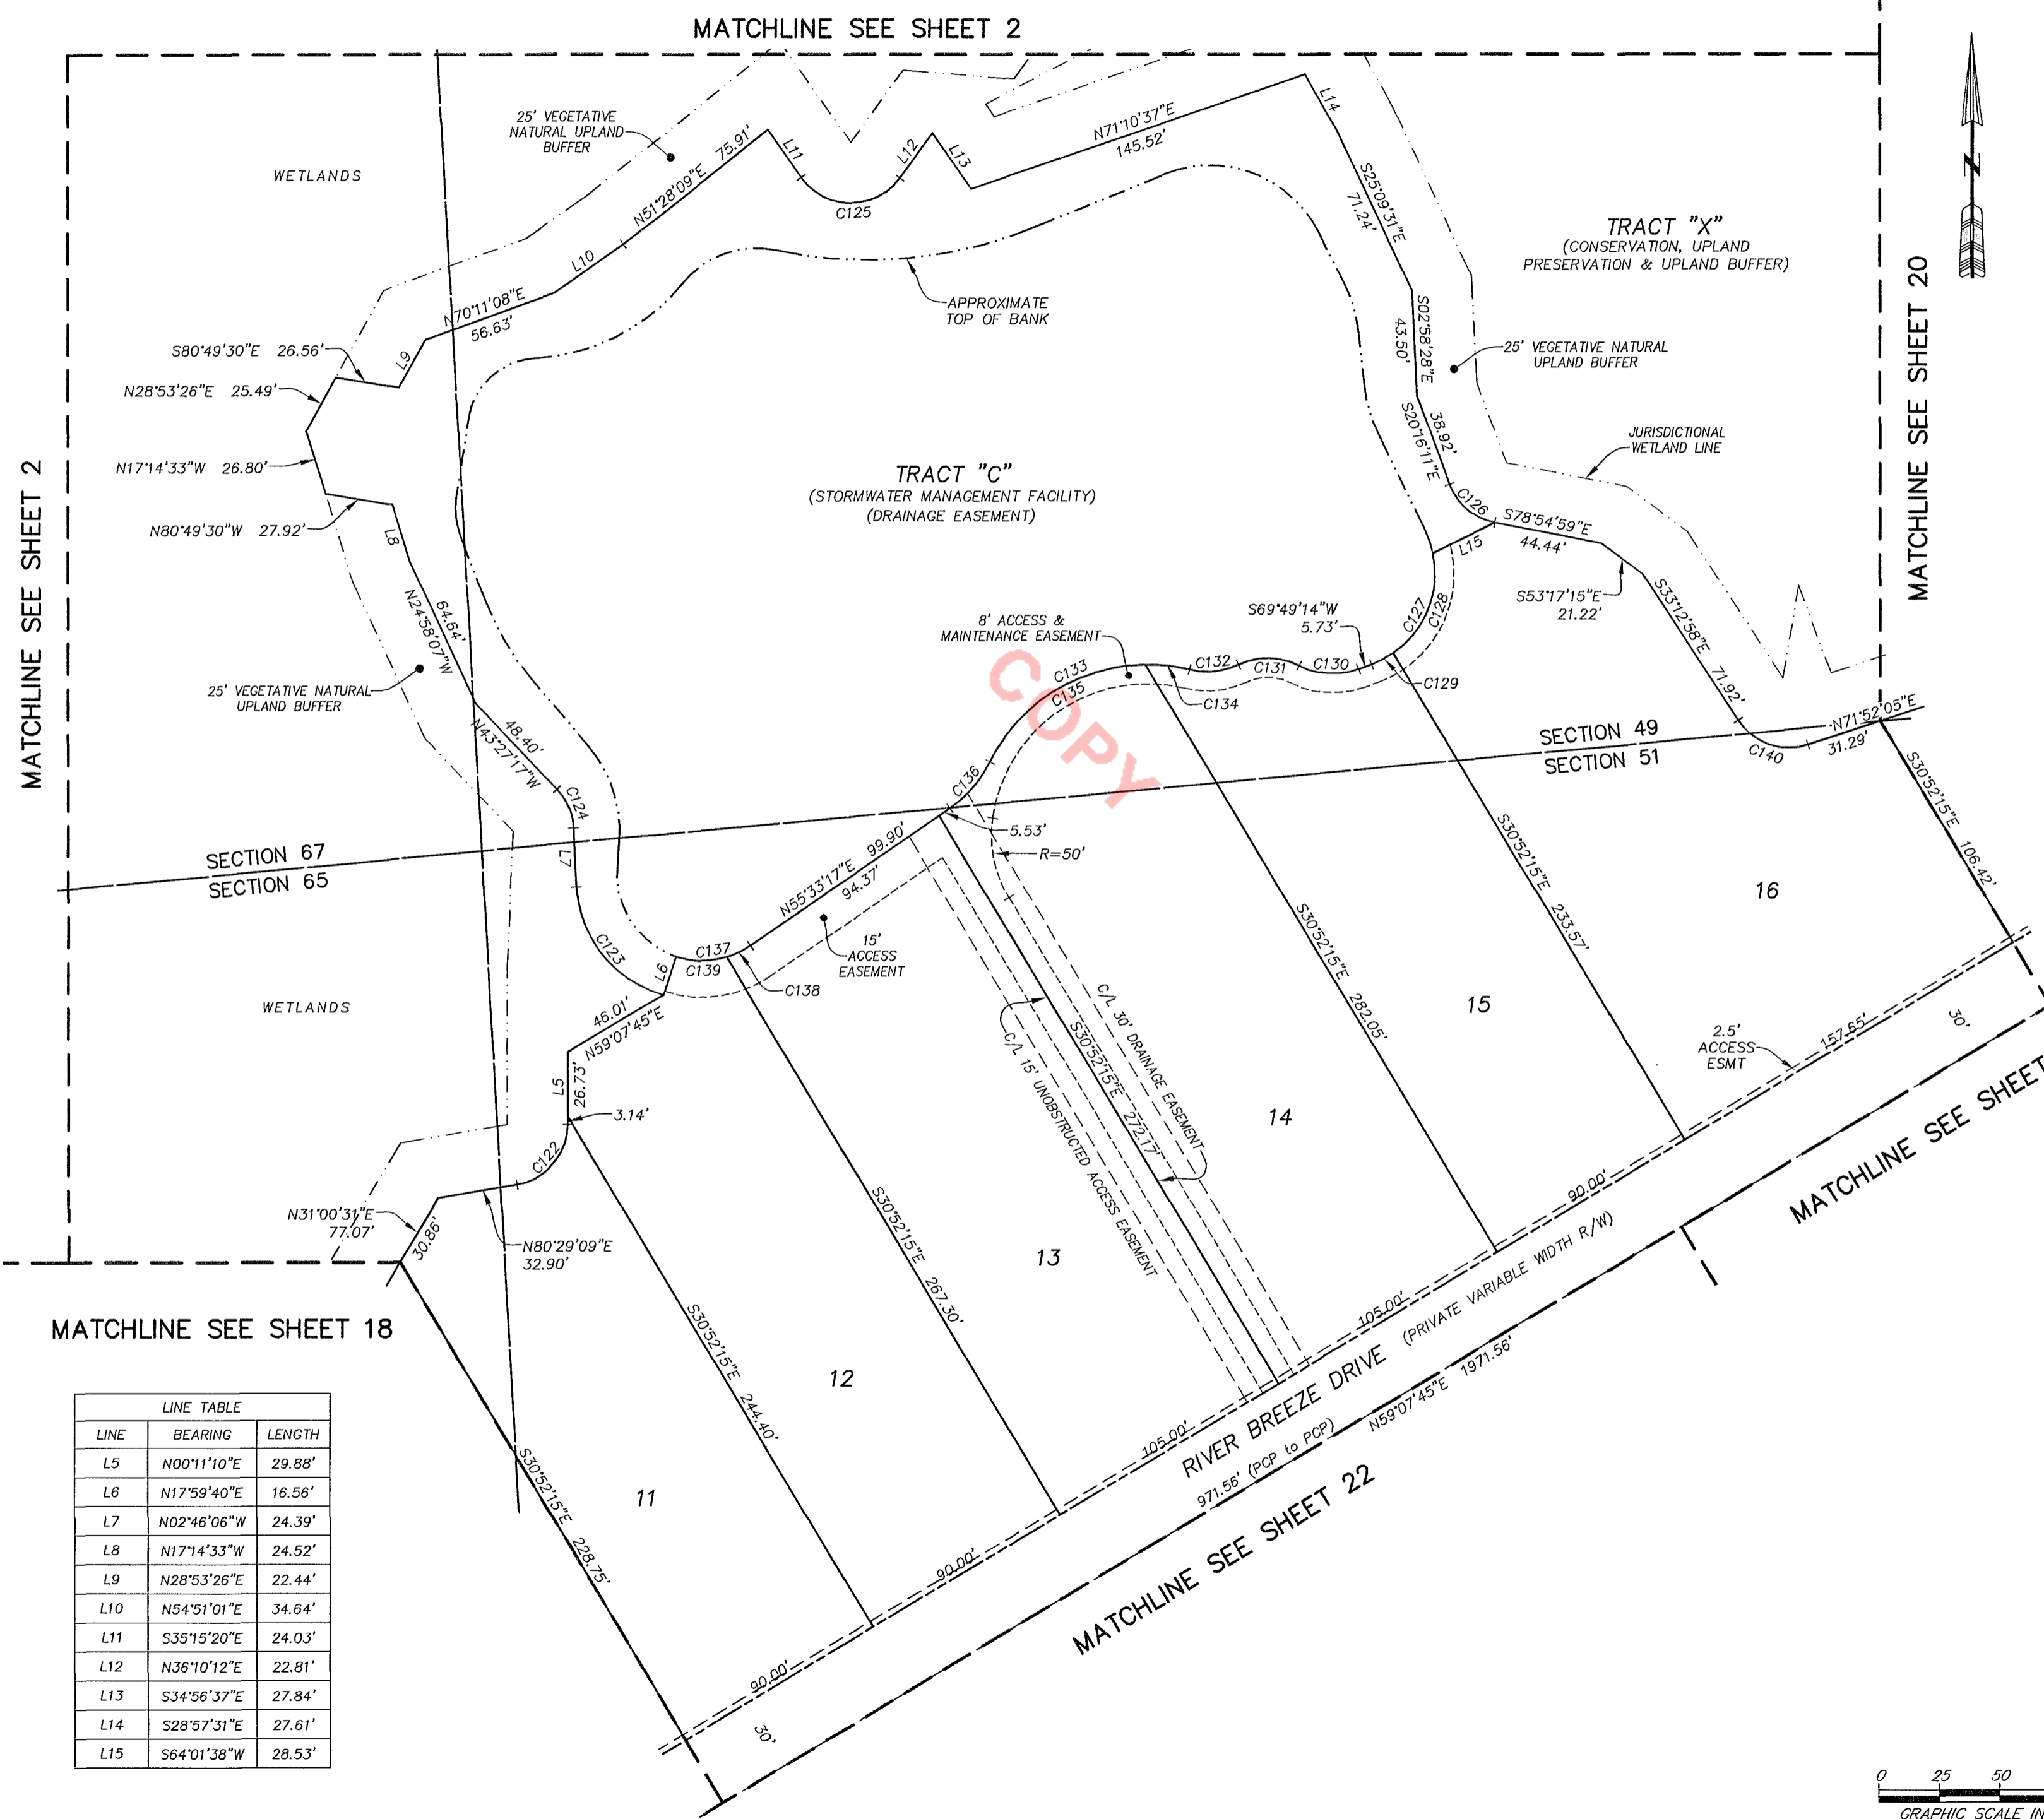 MATCHLINE SEE SHEET 2
25' VEGETATIVE
NATURAL UPLAND
BUFFER
WETLANDS
N51°28'09"E 75.91'
L11
L12
L13
C125
N71°10'37"E
145.52'
L14
S25°09'31"E
71.24'
TRACT "X"
(CONSERVATION, UPLAND
PRESERVATION & UPLAND BUFFER)
N
MATCHLINE SEE SHEET 20
L10
N70°11'08"E
56.63'
APPROXIMATE
TOP OF BANK
S80°49'30"E 26.56'
L9
N28°53'26"E 25.49'
S02°58'28"E
43.50'
25' VEGETATIVE NATURAL
UPLAND BUFFER
38.92'
S20°16'11"E
JURISDICTIONAL
WETLAND LINE
N17°14'33"W 26.80'
MATCHLINE SEE SHEET 2
N80°49'30"W 27.92'
L8
TRACT "C"
(STORMWATER MANAGEMENT FACILITY)
(DRAINAGE EASEMENT)
C126
S78°54'59"E
44.44'
L15
S53°17'15"E
21.22'
64.64'
N24°58'07"W
S69°49'14"W
5.73'
C127
C128
S33°12'58"E 71.92'
8' ACCESS &
MAINTENANCE EASEMENT
C133
C135
C132
C131
C130
C129
C134
COPY
25' VEGETATIVE NATURAL
UPLAND BUFFER
48.40'
N43°27'17"W
N71°52'05"E
31.29'
C140
SECTION 49
SECTION 51
C136
C124
L7
5.53'
R=50'
SECTION 67
SECTION 65
S30°52'15"E 106.42'
N55°33'17"E 99.90'
94.37'
15'
ACCESS
EASEMENT
S30°52'15"E 233.57'
16
C123
C137
C139
C138
L6
S30°52'15"E 282.05'
15
WETLANDS
46.01'
N59°07'45"E
L5
26.73'
3.14'
C/L 30' DRAINAGE EASEMENT
C/L 15' UNOBSTRUCTED ACCESS EASEMENT
S30°52'15"E 272.17'
2.5'
ACCESS
ESMT
157.65'
30'
14
C122
N31°00'31"E
77.07'
30.86'
N80°29'09"E
32.90'
S30°52'15"E 267.30'
13
90.00'
MATCHLINE SEE SHEET
MATCHLINE SEE SHEET 18
S30°52'15"E 244.40'
12
105.00'
RIVER BREEZE DRIVE (PRIVATE VARIABLE WIDTH R/W)
105.00'
971.56' (PCP to PCP)
N59°07'45"E 1971.56'
MATCHLINE SEE SHEET 22
S30°52'15"E 228.75'
11
90.00'
90.00'
30'
LINE TABLE
LINE BEARING LENGTH
L5 N00°11'10"E 29.88'
L6 N17°59'40"E 16.56'
L7 N02°46'06"W 24.39'
L8 N17°14'33"W 24.52'
L9 N28°53'26"E 22.44'
L10 N54°51'01"E 34.64'
L11 S35°15'20"E 24.03'
L12 N36°10'12"E 22.81'
L13 S34°56'37"E 27.84'
L14 S28°57'31"E 27.61'
L15 S64°01'38"W 28.53'
0 25 50
GRAPHIC SCALE IN